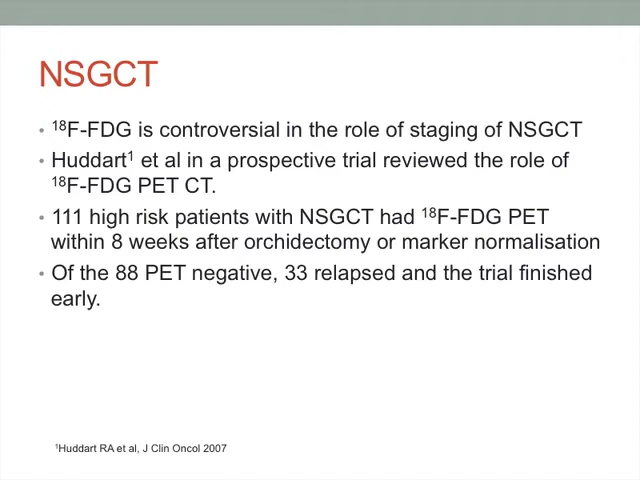 NSGCT
• ¹⁸F-FDG is controversial in the role of staging of NSGCT
• Huddart¹ et al in a prospective trial reviewed the role of
¹⁸F-FDG PET CT.
• 111 high risk patients with NSGCT had ¹⁸F-FDG PET
within 8 weeks after orchidectomy or marker normalisation
• Of the 88 PET negative, 33 relapsed and the trial finished
early.
¹Huddart RA et al, J Clin Oncol 2007